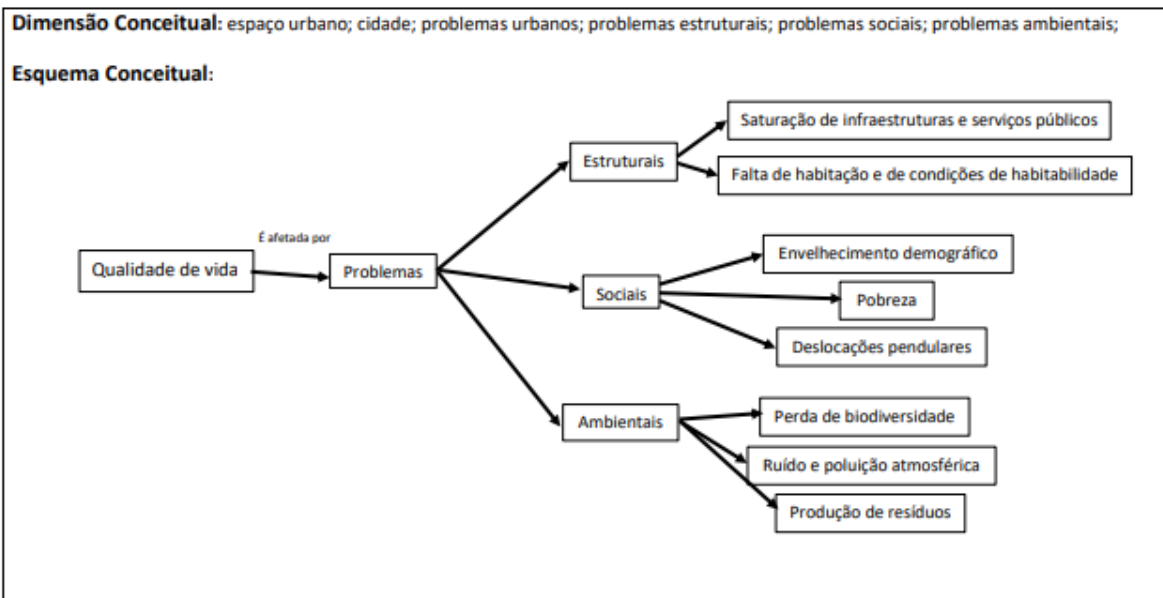 Dimensão Conceitual: espaço urbano; cidade; problemas urbanos; problemas estruturais; problemas sociais; problemas ambientais;
Esquema Conceitual:
Saturação de infraestruturas e serviços públicos
Estruturais
Falta de habitação e de condições de habitabilidade
É afetada por
Qualidade de vida
Problemas
Envelhecimento demográfico
Sociais
Pobreza
Deslocações pendulares
Ambientais
Perda de biodiversidade
Ruído e poluição atmosférica
Produção de resíduos